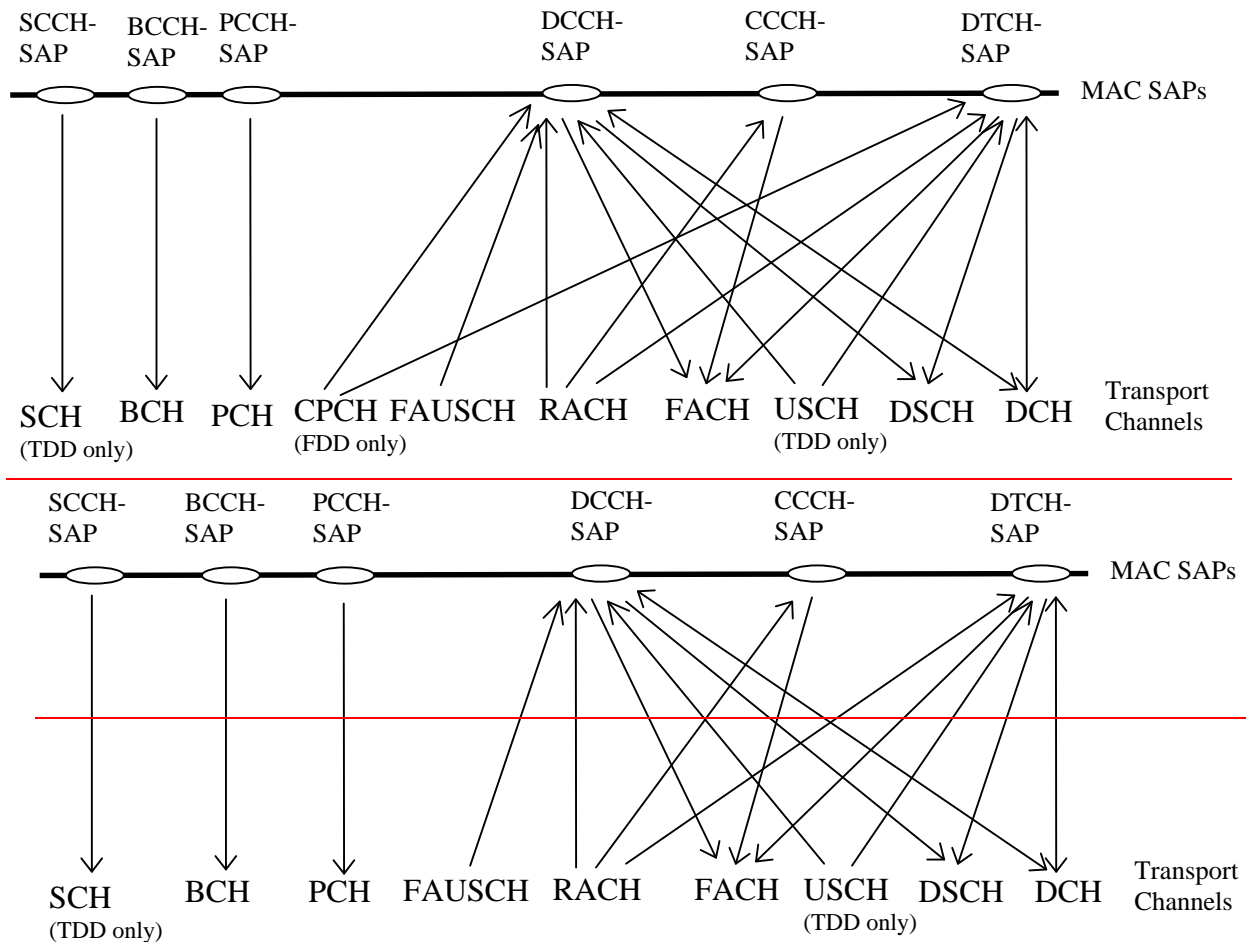 SCCH-
SAP
BCCH-
SAP
PCCH-
SAP
DCCH-
SAP
CCCH-
SAP
DTCH-
SAP
MAC SAPs
SCH
(TDD only)
BCH
PCH
CPCH
(FDD only)
FAUSCH
RACH
FACH
USCH
(TDD only)
DSCH
DCH
Transport
Channels
SCCH-
SAP
BCCH-
SAP
PCCH-
SAP
DCCH-
SAP
CCCH-
SAP
DTCH-
SAP
MAC SAPs
SCH
(TDD only)
BCH
PCH
FAUSCH
RACH
FACH
USCH
(TDD only)
DSCH
DCH
Transport
Channels